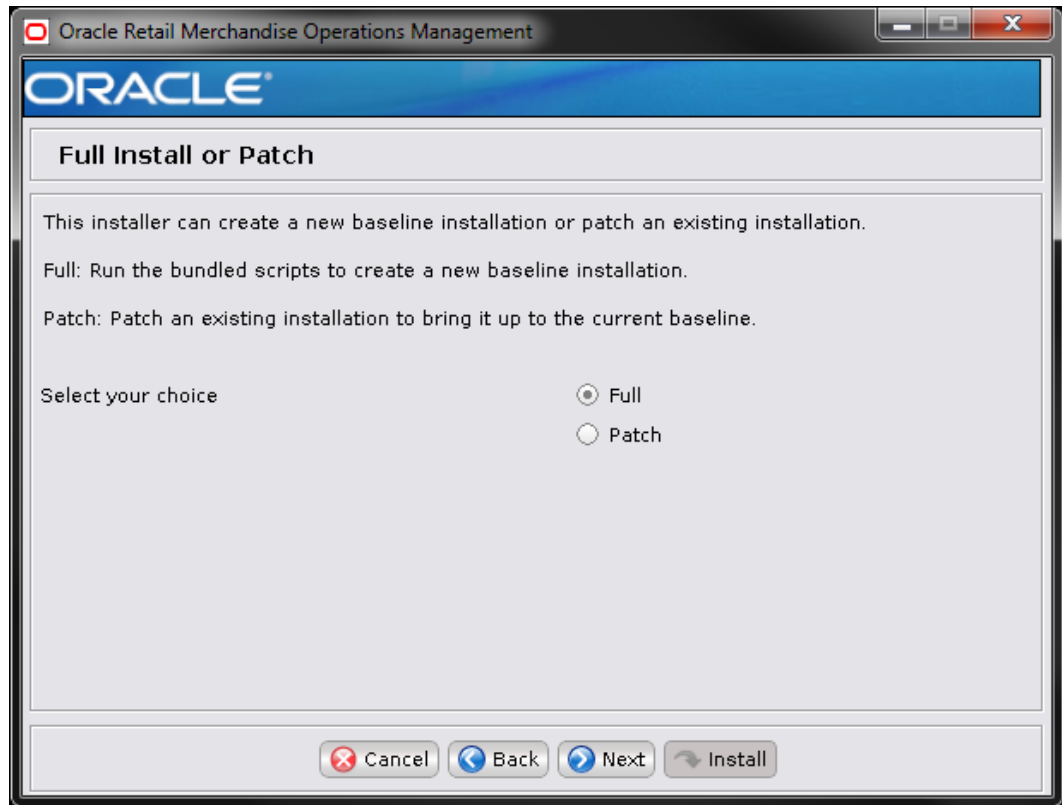 Oracle Retail Merchandise Operations Management
ORACLE®
Full Install or Patch
This installer can create a new baseline installation or patch an existing installation.
Full: Run the bundled scripts to create a new baseline installation.
Patch: Patch an existing installation to bring it up to the current baseline.
Select your choice Full
Patch
Cancel Back Next Install